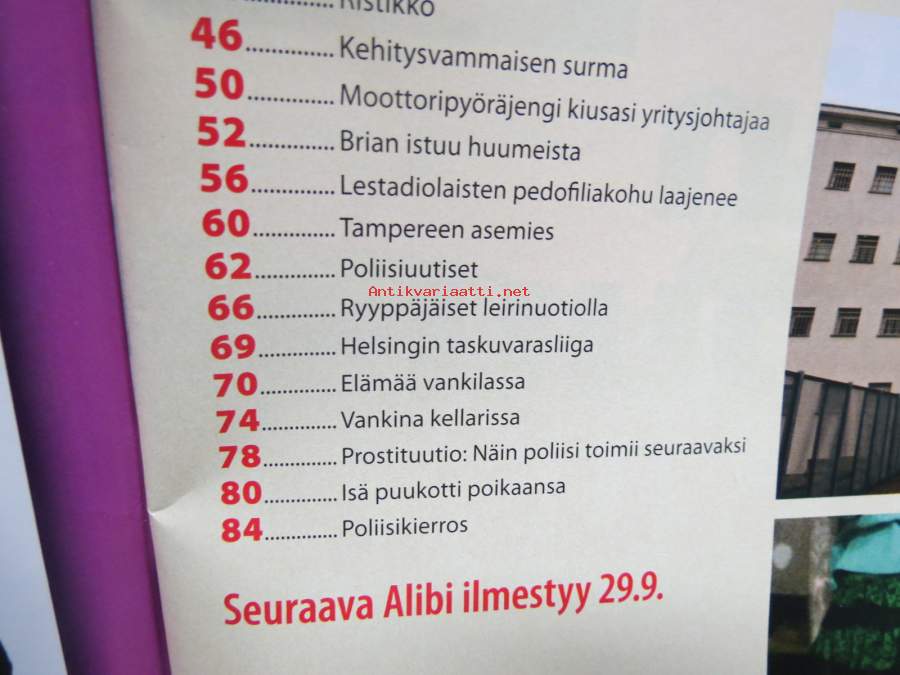 Ristikko
46.............. Kehitysvammaisen surma
50.............. Moottoripyöräjengi kiusasi yritysjohtajaa
52.............. Brian istuu huumeista
56.............. Lestadiolaisten pedofiliakohu laajenee
60.............. Tampereen asemies
62.............. Poliisiuutiset
Antikvariaatti.net
66.............. Ryyppäjäiset leirinuotiolla
69.............. Helsingin taskuvarasliiga
70.............. Elämää vankilassa
74.............. Vankina kellarissa
78.............. Prostituutio: Näin poliisi toimii seuraavaksi
80.............. Isä puukotti poikaansa
84.............. Poliisikierros
Seuraava Alibi ilmestyy 29.9.